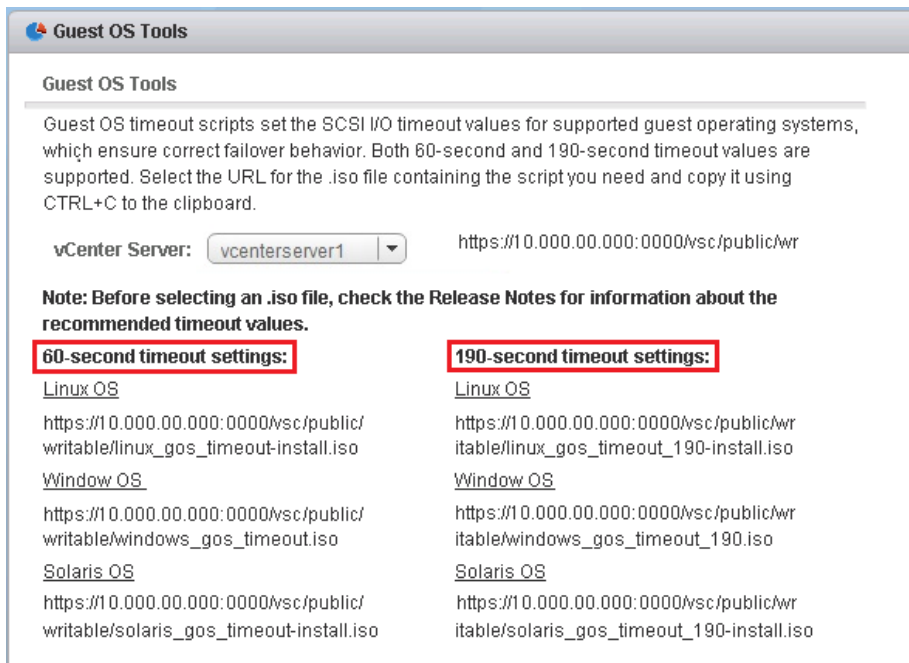 Guest OS Tools
Guest OS Tools
Guest OS timeout scripts set the SCSI I/O timeout values for supported guest operating systems,
which ensure correct failover behavior. Both 60-second and 190-second timeout values are
supported. Select the URL for the .iso file containing the script you need and copy it using
CTRL+C to the clipboard.
vCenter Server: vcenterserver1 https://10.000.00.000:0000/vsc/public/wr
Note: Before selecting an .iso file, check the Release Notes for information about the
recommended timeout values.
60-second timeout settings:
Linux OS
https://10.000.00.000:0000/vsc/public/
writable/linux_gos_timeout-install.iso
Window OS
https://10.000.00.000:0000/vsc/public/
writable/windows_gos_timeout.iso
Solaris OS
https://10.000.00.000:0000/vsc/public/
writable/solaris_gos_timeout-install.iso
190-second timeout settings:
Linux OS
https://10.000.00.000:0000/vsc/public/wr
itable/linux_gos_timeout_190-install.iso
Window OS
https://10.000.00.000:0000/vsc/public/wr
itable/windows_gos_timeout_190.iso
Solaris OS
https://10.000.00.000:0000/vsc/public/wr
itable/solaris_gos_timeout_190-install.iso